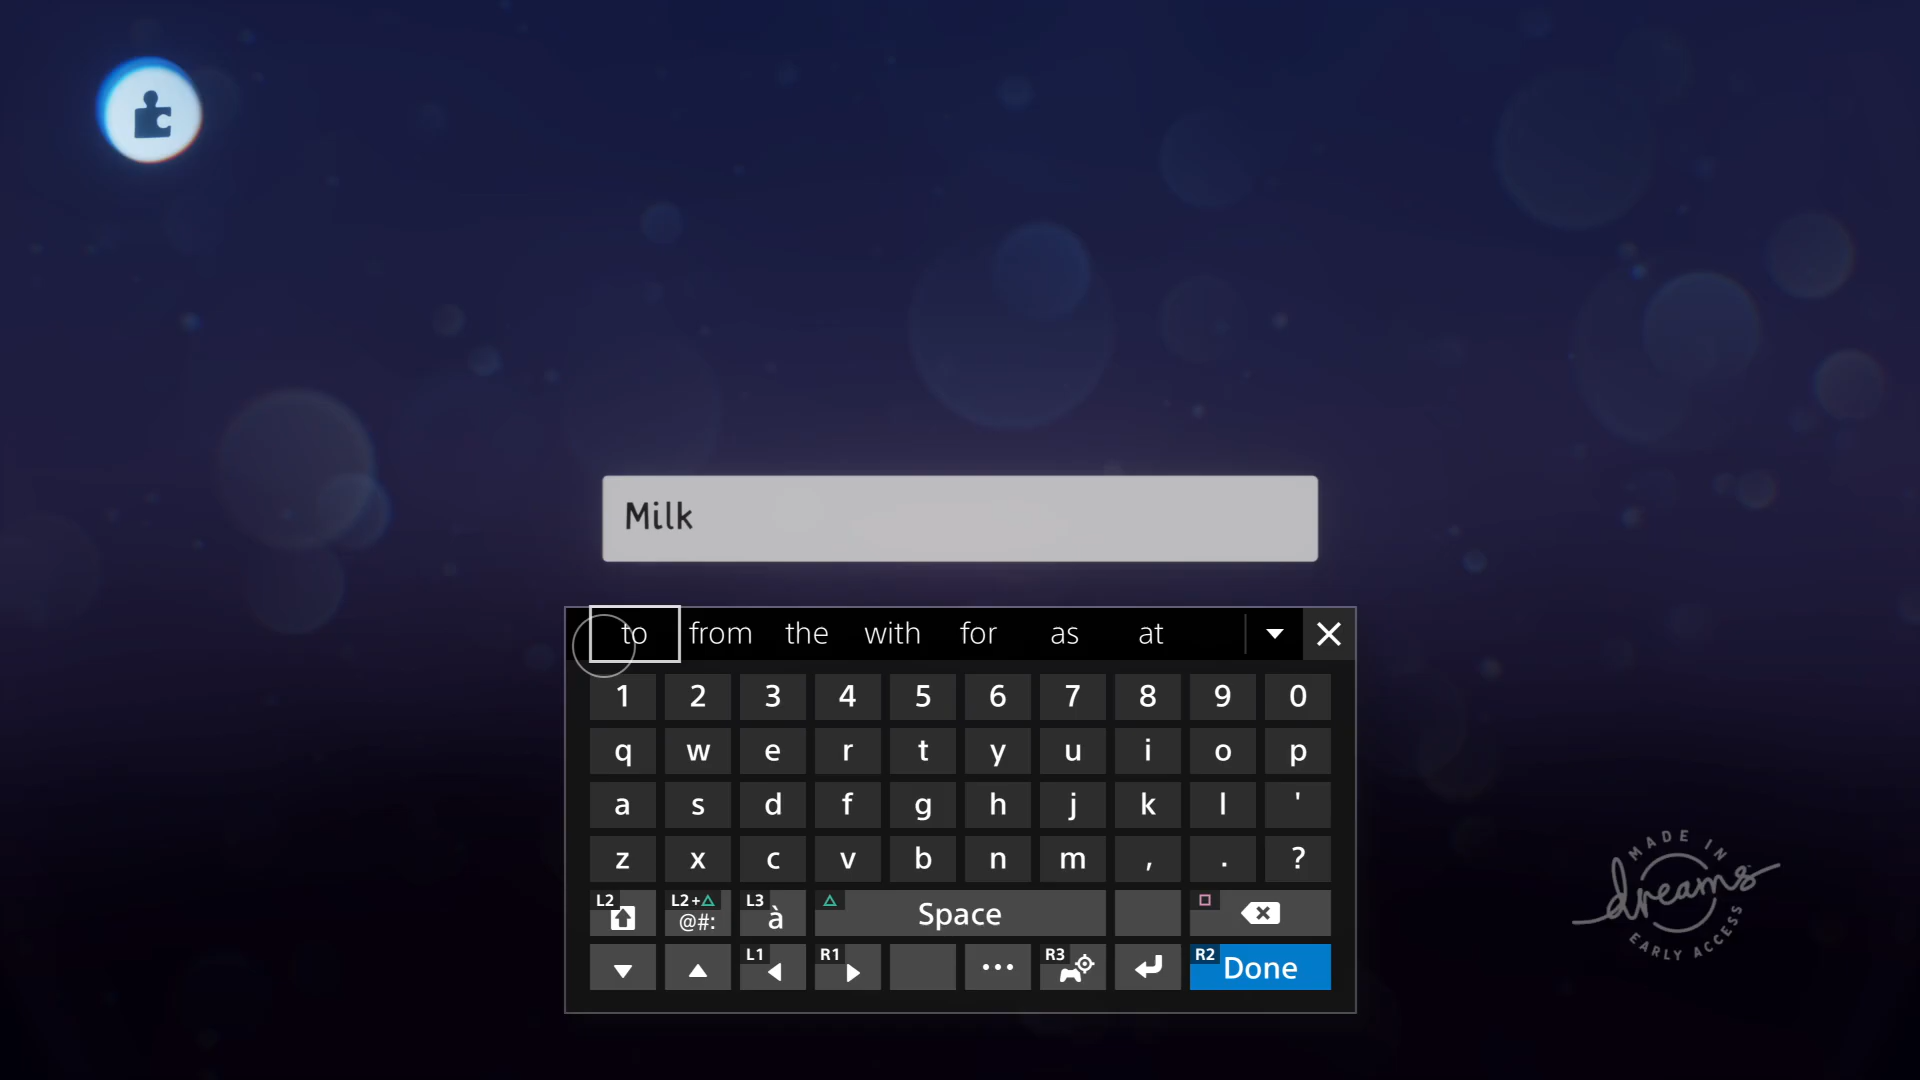 Milk
to from the with for as at
1 2 3 4 5 6 7 8 9 0
q w e r t y u i o p
a s d f g h j k l '
z x c v b n m , . ?
L2 L2+△ @#: L3 à △ Space □
L1 R1 ... R3 R2 Done
MADE IN
dreams
EARLY ACCESS